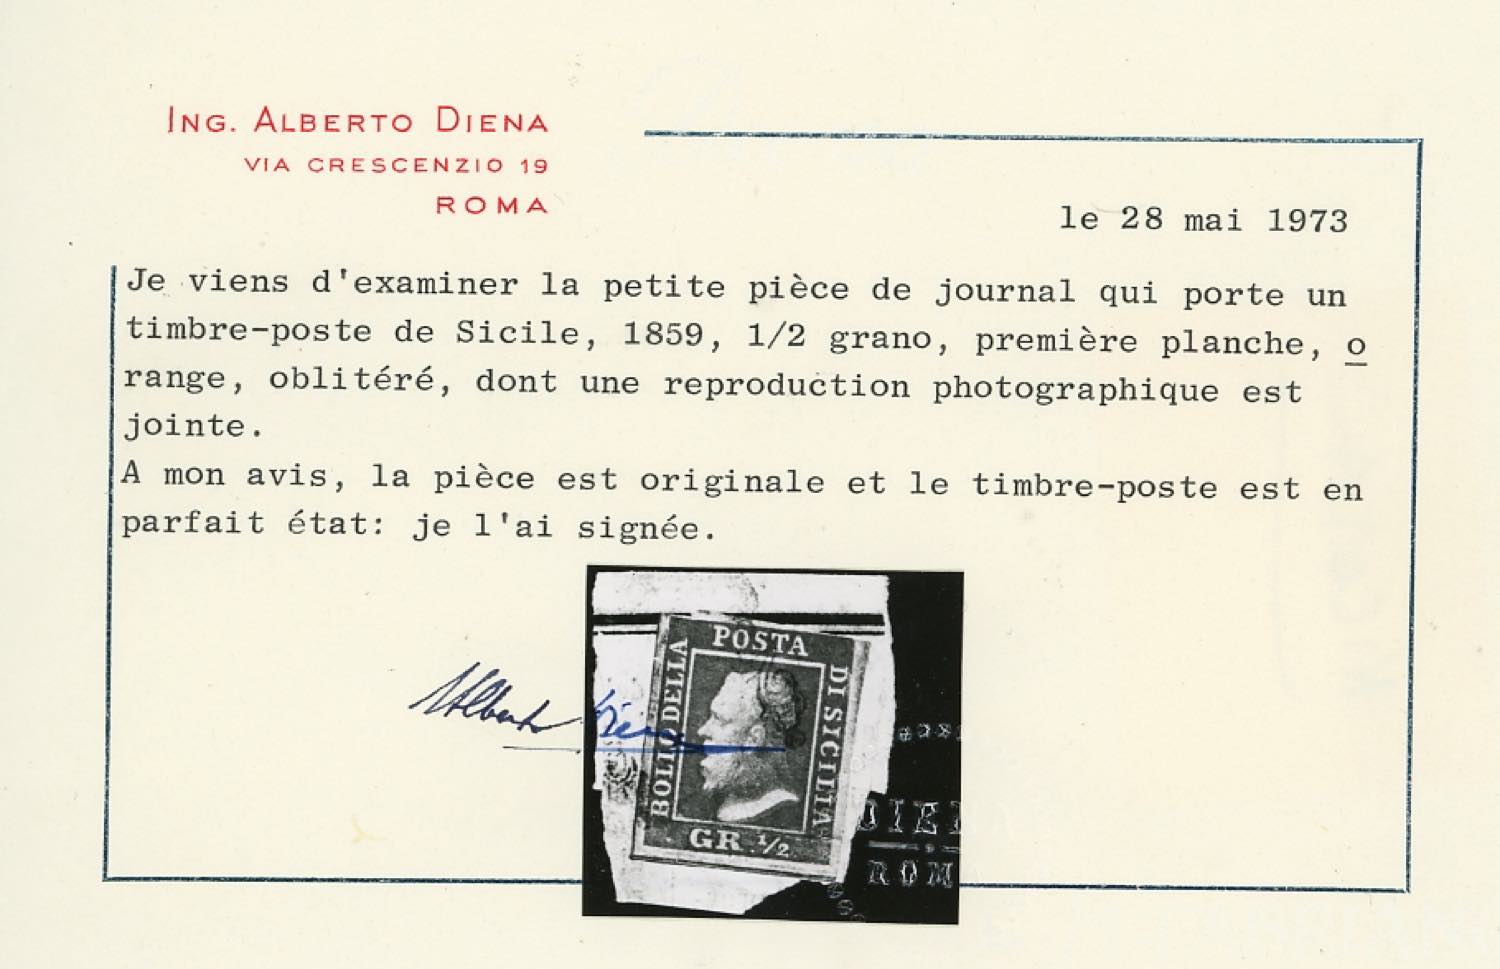 ING. ALBERTO DIENA
VIA CRESCENZIO 19
ROMA
le 28 mai 1973
Je viens d'examiner la petite pièce de journal qui porte un
timbre-poste de Sicile, 1859, 1/2 grano, première planche, o
range, oblitéré, dont une reproduction photographique est
jointe.
A mon avis, la pièce est originale et le timbre-poste est en
parfait état: je l'ai signée.
Alberto Diena
POSTA
BOLLO DELLA
DI SICILIA
GR. 1/2.